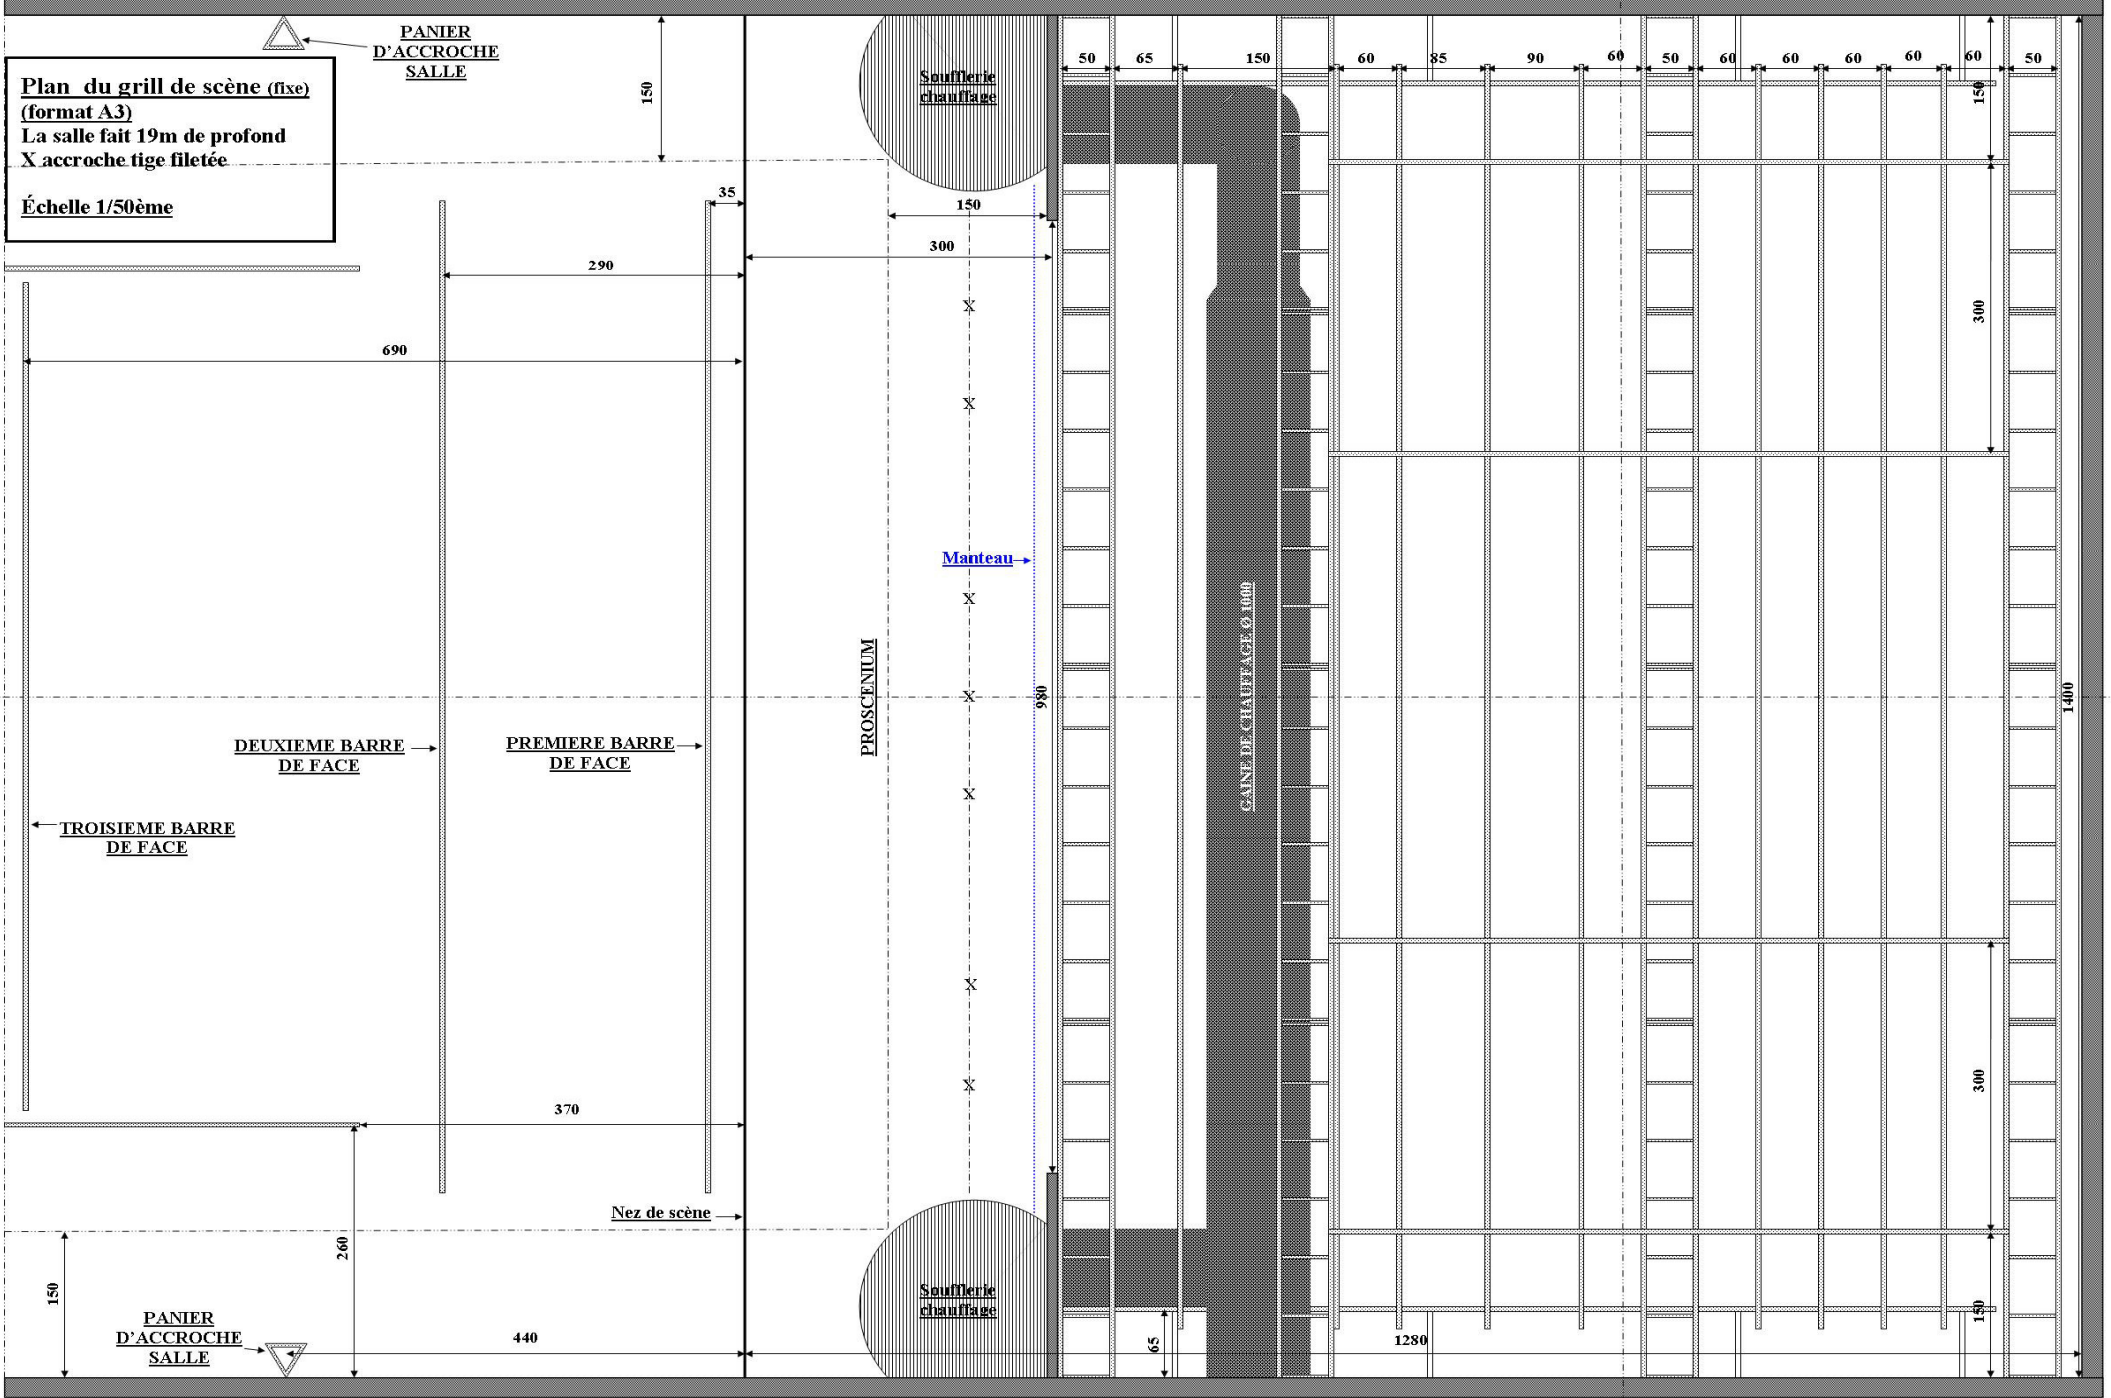 PANIER
D'ACCROCHE
SALLE
Plan du grill de scène (fixe)
(format A3)
La salle fait 19m de profond
X accroche tige filetée
Échelle 1/50ème
150
Soufflerie
chauffage
50
65
150
60
85
90
60
50
60
60
60
60
60
50
150
35
150
300
290
X
300
690
X
Manteau
X
GAINE DE CHAUFFAGE Ø 1000
PROSCENIUM
980
X
1400
DEUXIEME BARRE
DE FACE
PREMIERE BARRE
DE FACE
X
TROISIEME BARRE
DE FACE
X
X
300
370
Nez de scène
260
150
Soufflerie
chauffage
150
PANIER
D'ACCROCHE
SALLE
440
65
1280